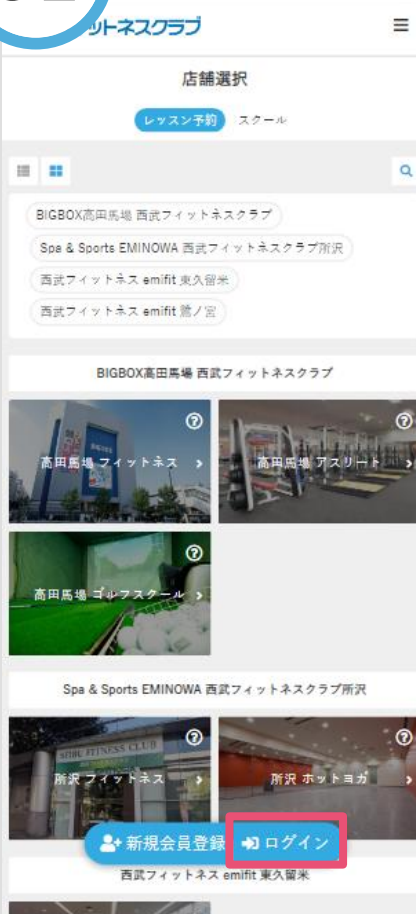 ットネスクラブ
店舗選択
レッスン予約 スクール
BIGBOX高田馬場 西武フィットネスクラブ
Spa & Sports EMINOWA 西武フィットネスクラブ所沢
西武フィットネス emifit 東久留米
西武フィットネス emifit 鷺ノ宮
BIGBOX高田馬場 西武フィットネスクラブ
高田馬場 フィットネス
高田馬場 アスリート
高田馬場 ゴルフスクール
Spa & Sports EMINOWA 西武フィットネスクラブ所沢
SEIBU FITNESS CLUB
所沢 フィットネス
所沢 ホットヨガ
新規会員登録 ログイン
西武フィットネス emifit 東久留米